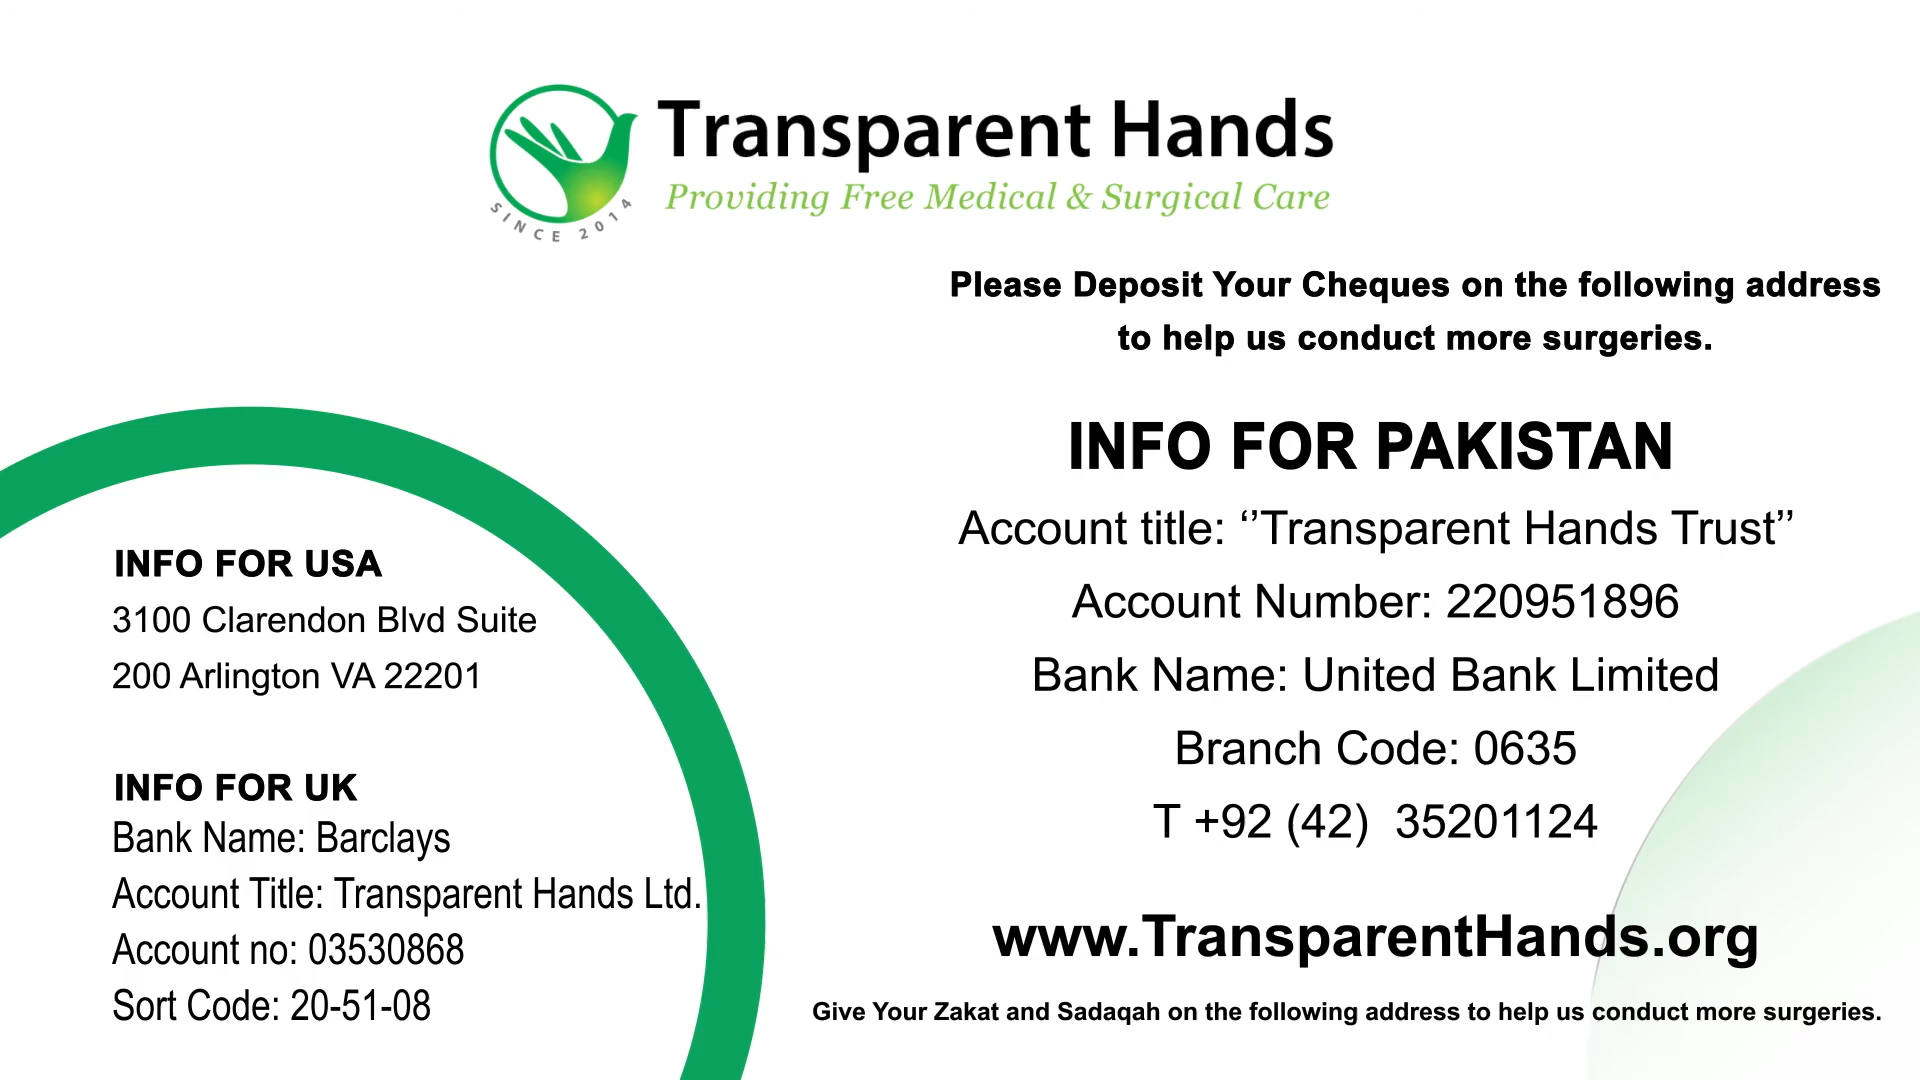 Transparent Hands
Providing Free Medical & Surgical Care
SINCE 2014
Please Deposit Your Cheques on the following address
to help us conduct more surgeries.
INFO FOR PAKISTAN
Account title: ‘’Transparent Hands Trust’’
Account Number: 220951896
Bank Name: United Bank Limited
Branch Code: 0635
T +92 (42)  35201124
www.TransparentHands.org
Give Your Zakat and Sadaqah on the following address to help us conduct more surgeries.
INFO FOR USA
3100 Clarendon Blvd Suite
200 Arlington VA 22201
INFO FOR UK
Bank Name: Barclays
Account Title: Transparent Hands Ltd.
Account no: 03530868
Sort Code: 20-51-08